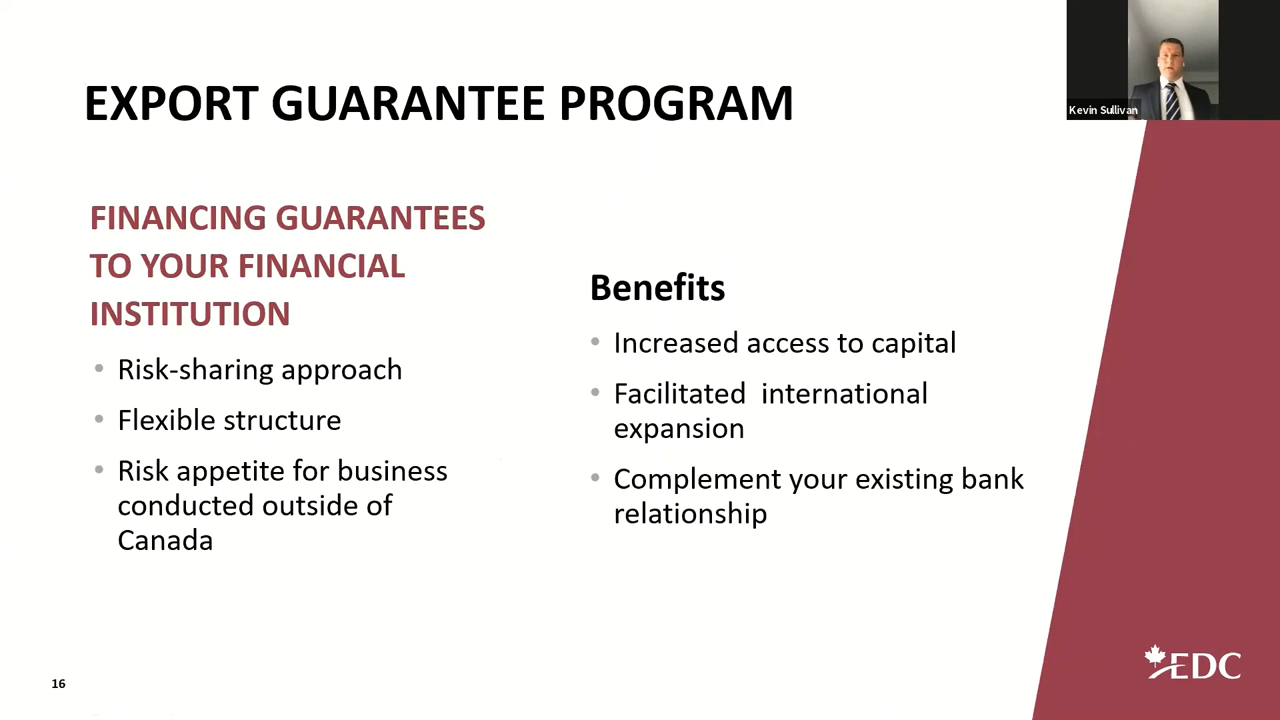 EXPORT GUARANTEE PROGRAM
Kevin Sullivan
FINANCING GUARANTEES
TO YOUR FINANCIAL
INSTITUTION
• Risk-sharing approach
• Flexible structure
• Risk appetite for business
conducted outside of
Canada
Benefits
• Increased access to capital
• Facilitated international
expansion
• Complement your existing bank
relationship
16
EDC